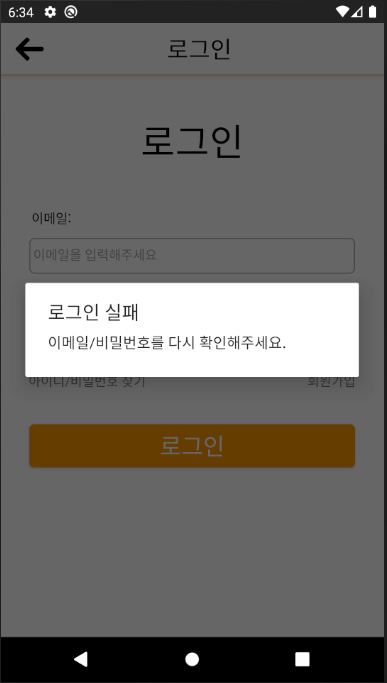 6:34
로그인
로그인
이메일:
이메일을 입력해주세요
로그인 실패
이메일/비밀번호를 다시 확인해주세요.
아이디/비밀번호 찾기 회원가입
로그인